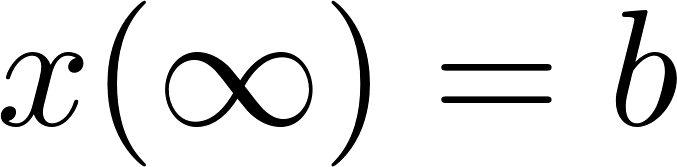 x(∞) = b